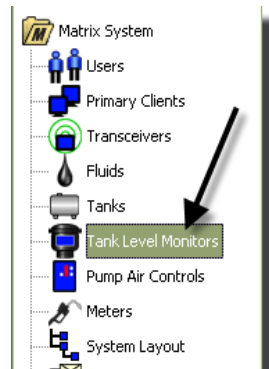 Matrix System
Users
Primary Clients
Transceivers
Fluids
Tanks
Tank Level Monitors
Pump Air Controls
Meters
System Layout